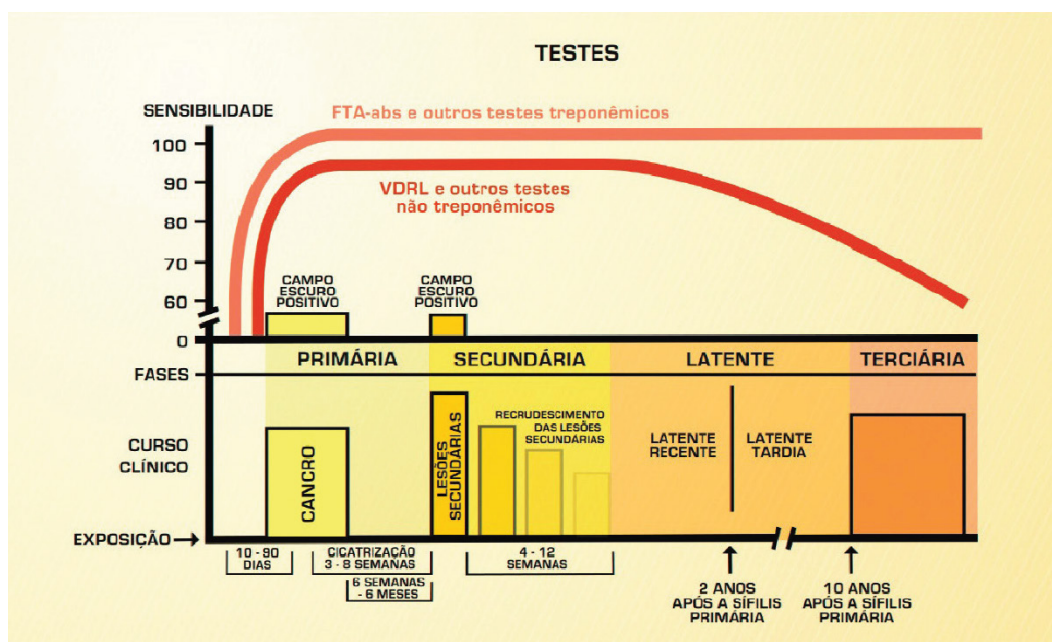 TESTES
SENSIBILIDADE
FTA-abs e outros testes treponêmicos
100
90
80
70
60
0
VDRL e outros testes
não treponêmicos
CAMPO
ESCURO
POSITIVO
CAMPO
ESCURO
POSITIVO
FASES
PRIMÁRIA
SECUNDÁRIA
LATENTE
TERCIÁRIA
CURSO
CLÍNICO
CANCRO
LESÕES
SECUNDÁRIAS
RECRUDESCIMENTO
DAS LESÕES
SECUNDÁRIAS
LATENTE
RECENTE
LATENTE
TARDIA
EXPOSIÇÃO
10 - 90
DIAS
CICATRIZAÇÃO
3 - 8 SEMANAS
6 SEMANAS
- 6 MESES
4 - 12
SEMANAS
2 ANOS
APÓS A SÍFILIS
PRIMÁRIA
10 ANOS
APÓS A SÍFILIS
PRIMÁRIA